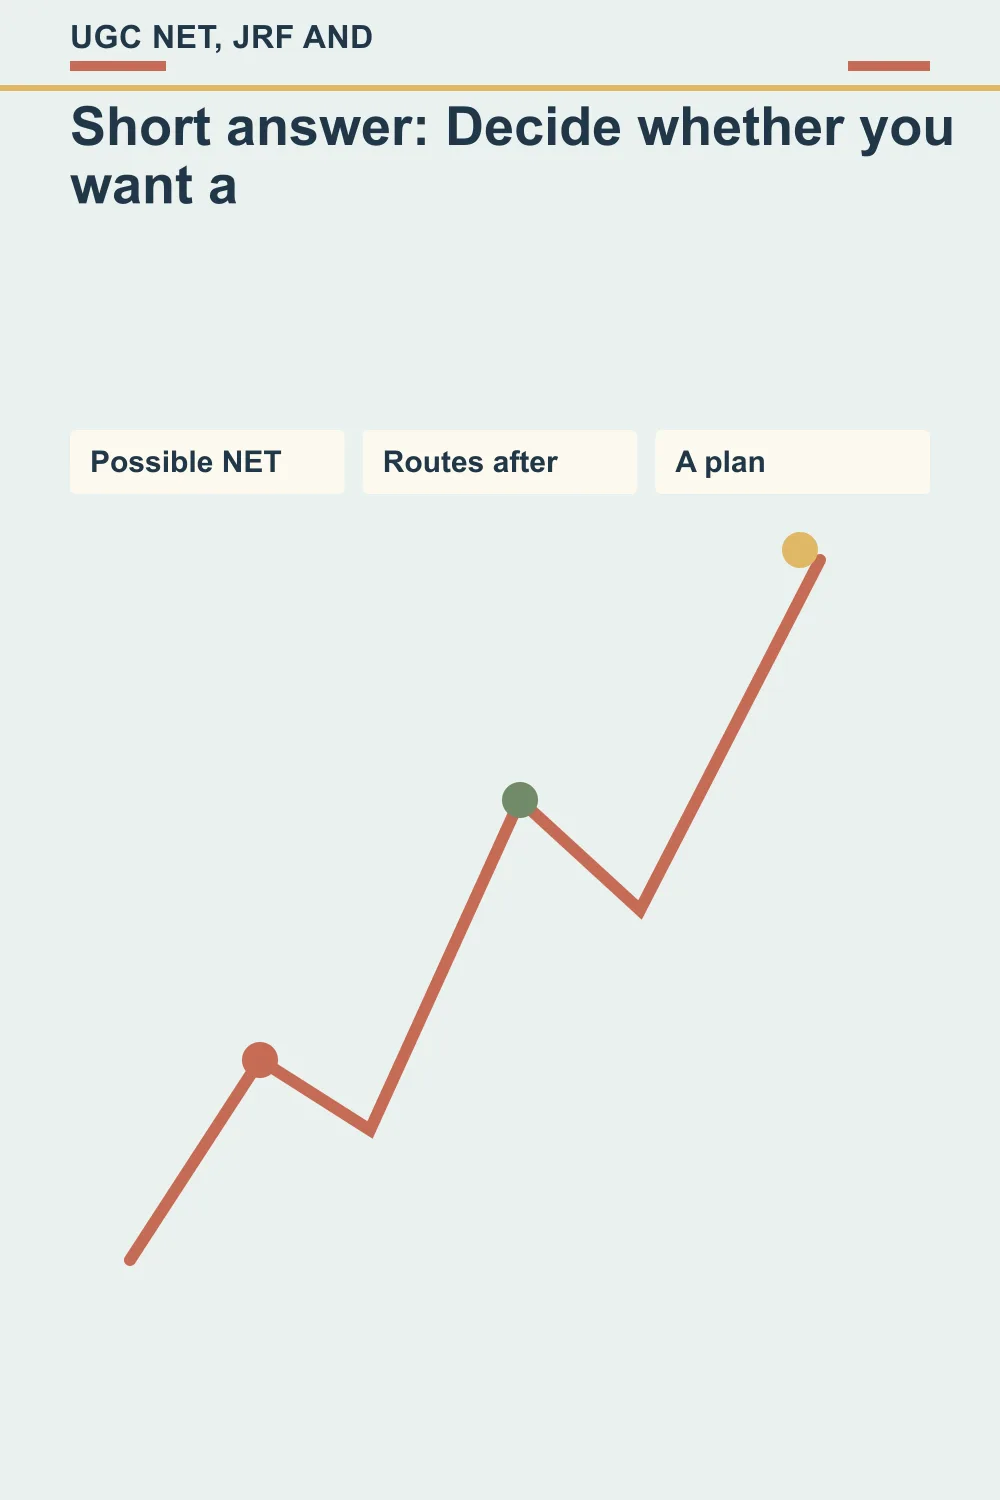 UGC NET, JRF AND
Short answer: Decide whether you
want a
Possible NET
Routes after
A plan